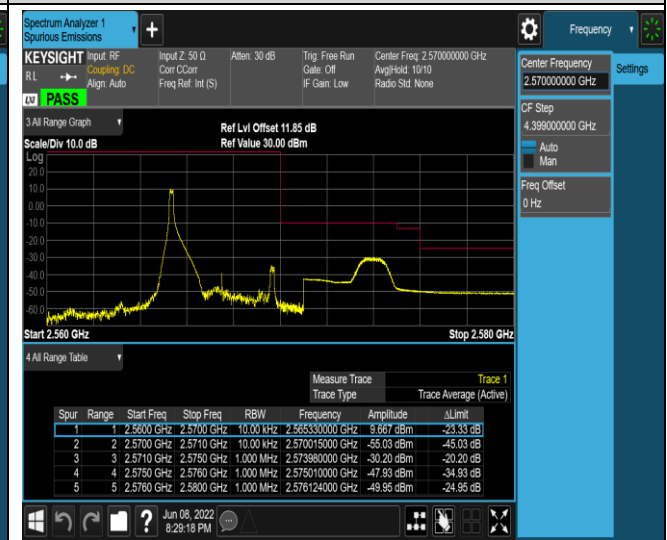 Spectrum Analyzer 1
Spurious Emissions
+
Frequency
KEYSIGHT Input: RF Input Z: 50 Ω Atten: 30 dB Trig: Free Run Center Freq: 2.570000000 GHz
R L Coupling: DC Corr CCorr Gate: Off Avg|Hold: 10/10
Align: Auto Freq Ref: Int (S) IF Gain: Low Radio Std: None
LXI PASS
Center Frequency
2.570000000 GHz
Settings
CF Step
4.399000000 GHz
Auto
Man
Freq Offset
0 Hz
3 All Range Graph
Ref Lvl Offset 11.85 dB
Scale/Div 10.0 dB Ref Value 30.00 dBm
Log
20.0
10.0
0.00
-10.0
-20.0
-30.0
-40.0
-50.0
-60.0
Start 2.560 GHz Stop 2.580 GHz
4 All Range Table
Measure Trace Trace 1
Trace Type Trace Average (Active)
Spur Range Start Freq Stop Freq RBW Frequency Amplitude ΔLimit
1 1 2.5600 GHz 2.5700 GHz 10.00 kHz 2.565330000 GHz 9.667 dBm -23.33 dB
2 2 2.5700 GHz 2.5710 GHz 10.00 kHz 2.570015000 GHz -55.03 dBm -45.03 dB
3 3 2.5710 GHz 2.5750 GHz 1.000 MHz 2.573980000 GHz -30.20 dBm -20.20 dB
4 4 2.5750 GHz 2.5760 GHz 1.000 MHz 2.575010000 GHz -47.93 dBm -34.93 dB
5 5 2.5760 GHz 2.5800 GHz 1.000 MHz 2.576124000 GHz -49.95 dBm -24.95 dB
?
Jun 08, 2022
8:29:18 PM